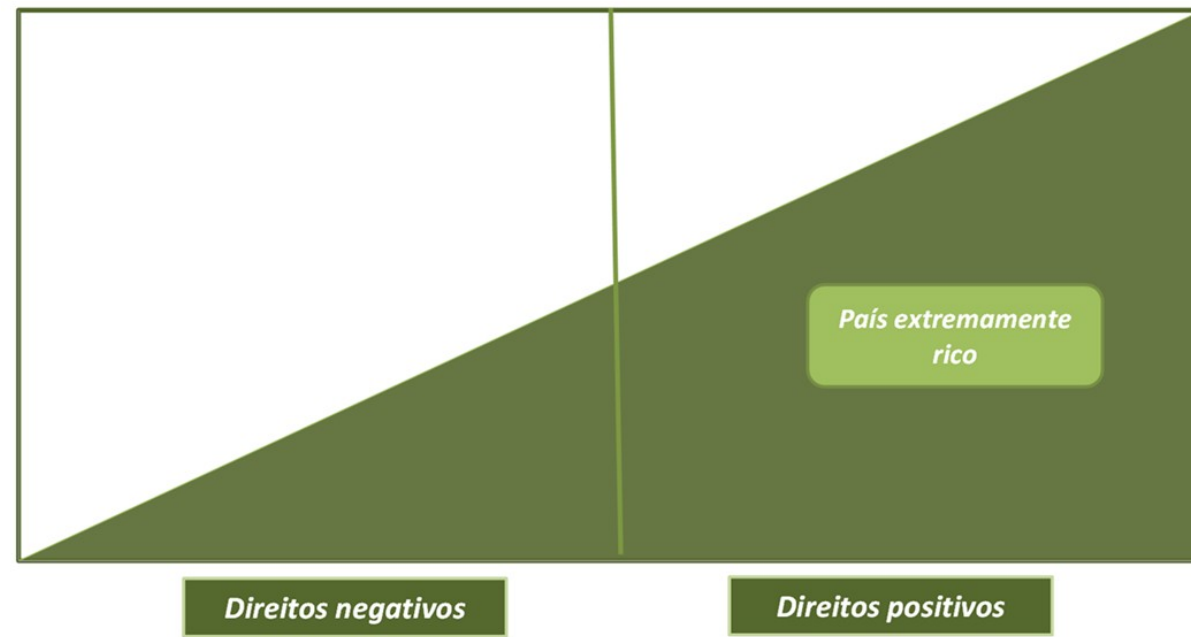 País extremamente
rico
Direitos negativos
Direitos positivos